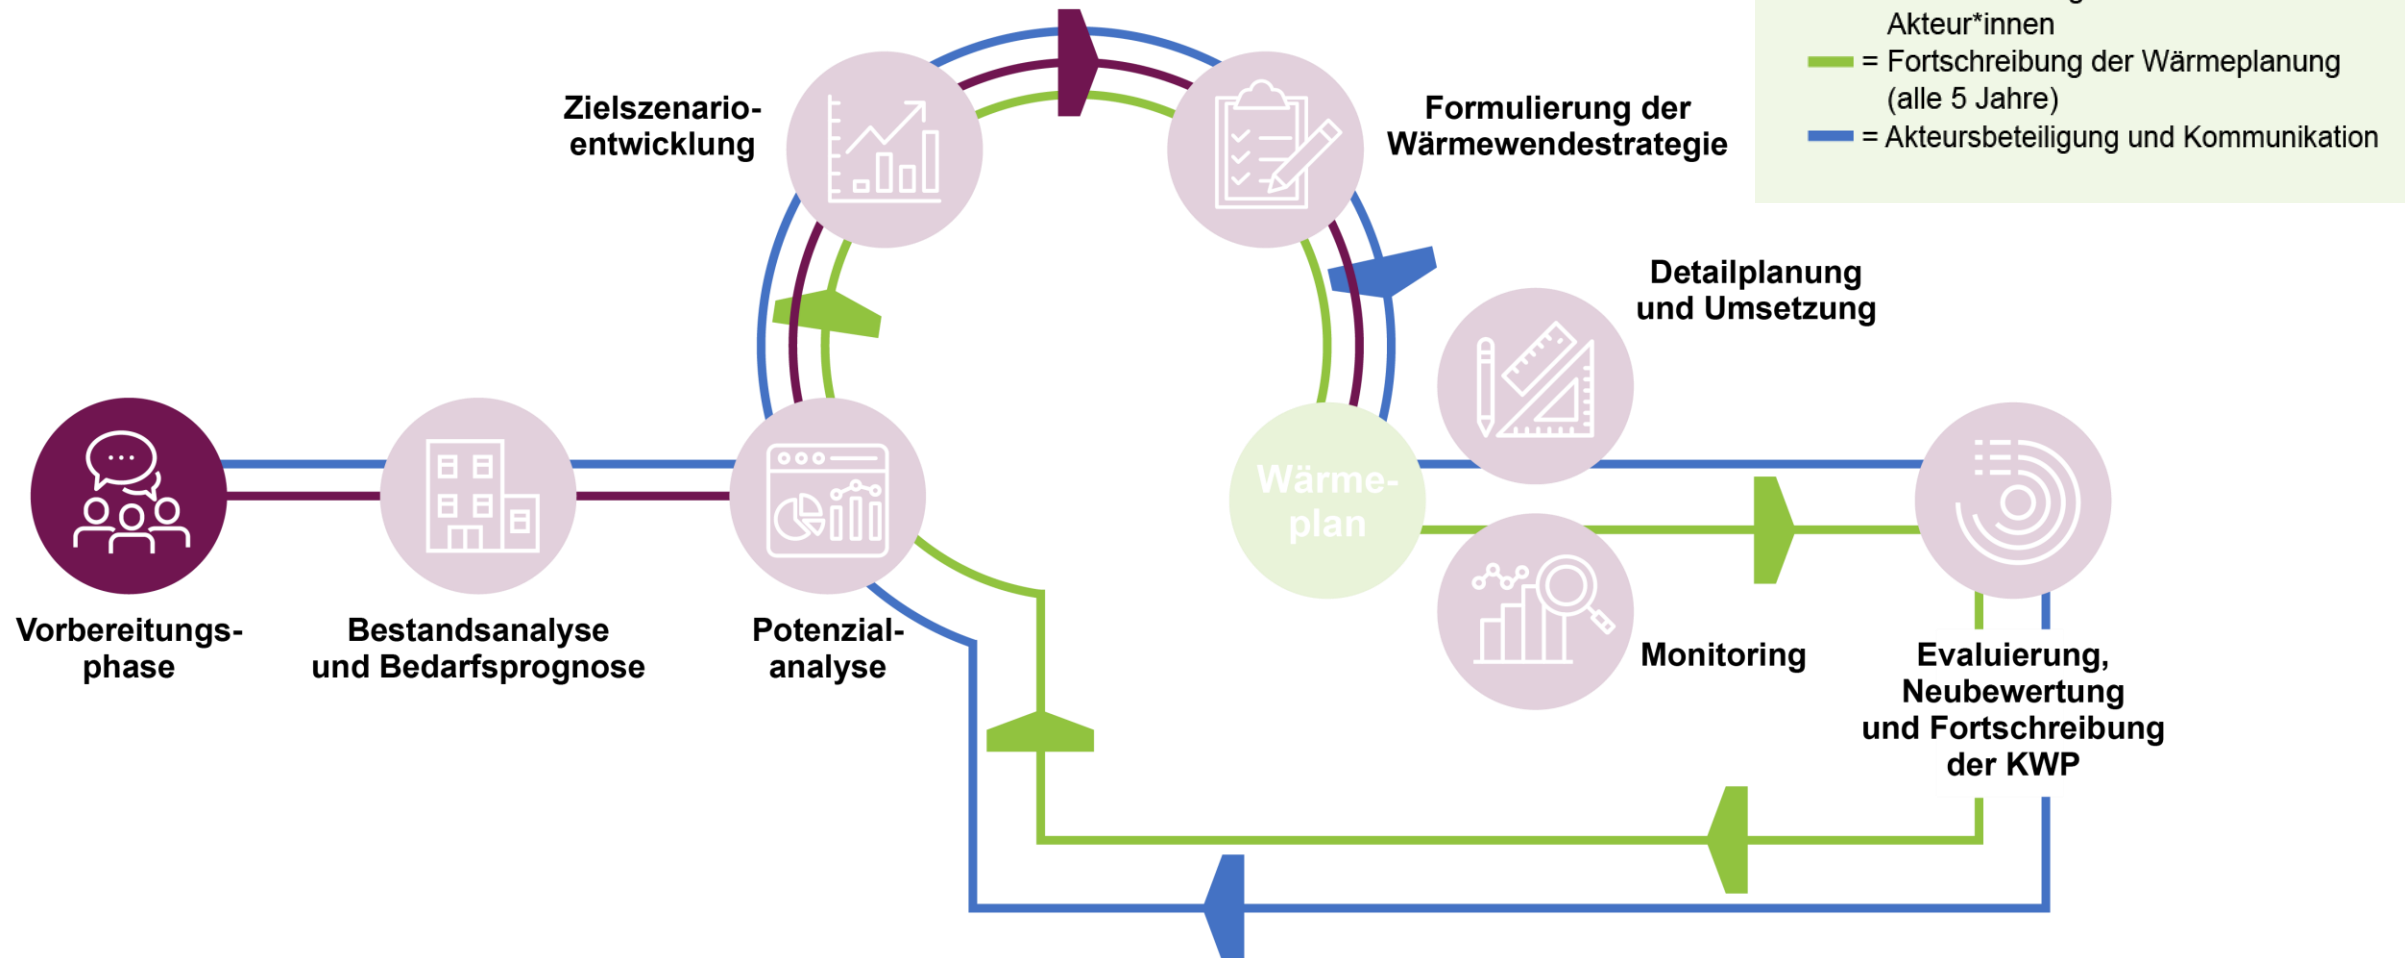 Akteur*innen
= Fortschreibung der Wärmeplanung
(alle 5 Jahre)
= Akteursbeteiligung und Kommunikation
Zielszenario-
entwicklung
Formulierung der
Wärmewendestrategie
Detailplanung
und Umsetzung
Wärme-
plan
Vorbereitungs-
phase
Bestandsanalyse
und Bedarfsprognose
Potenzial-
analyse
Monitoring
Evaluierung,
Neubewertung
und Fortschreibung
der KWP